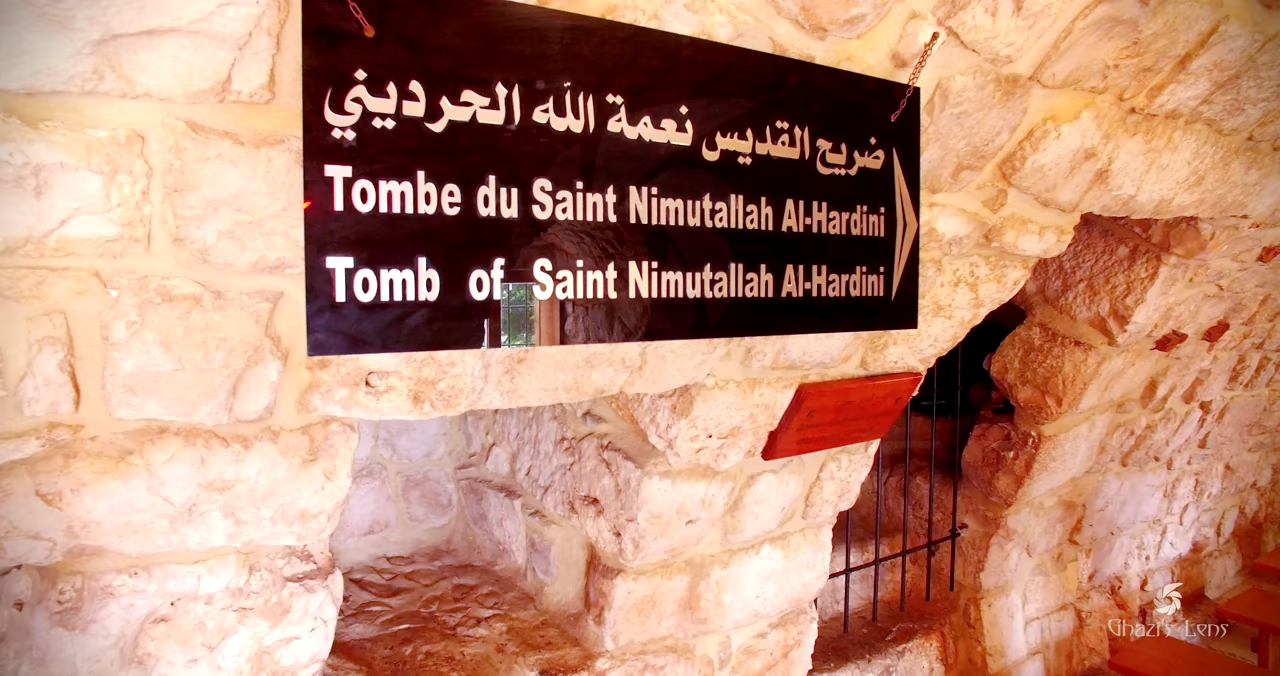 ضريح القديس نعمة الله الحرديني
Tombe du Saint Nimutallah Al-Hardini
Tomb of Saint Nimutallah Al-Hardini
Ghazi's Lens